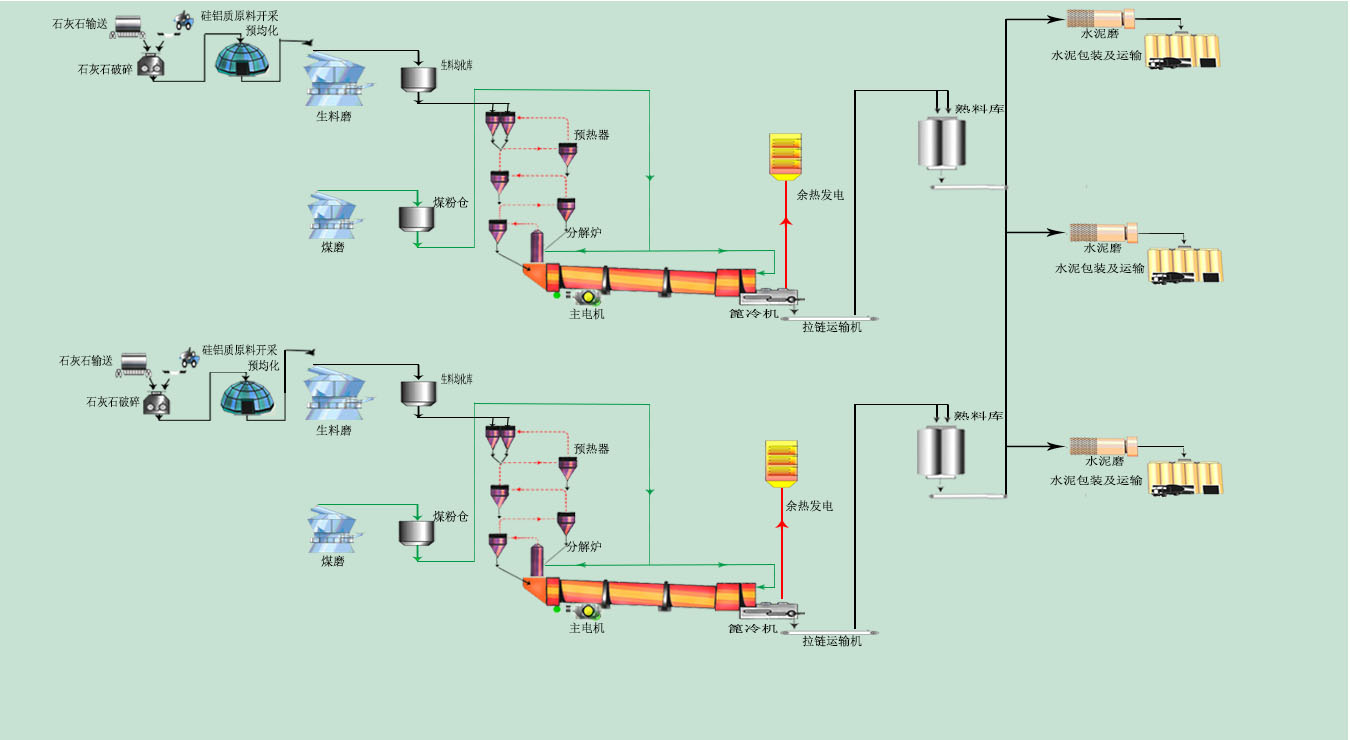 石灰石输送
硅铝质原料开采
预均化
石灰石破碎
生料磨
生料均化库
预热器
煤粉仓
煤磨
分解炉
主电机
余热发电
篦冷机
拉链运输机
熟料库
水泥磨
水泥包装及运输
水泥磨
水泥包装及运输
石灰石输送
硅铝质原料开采
预均化
石灰石破碎
生料磨
生料均化库
预热器
煤粉仓
煤磨
分解炉
主电机
余热发电
篦冷机
拉链运输机
熟料库
水泥磨
水泥包装及运输